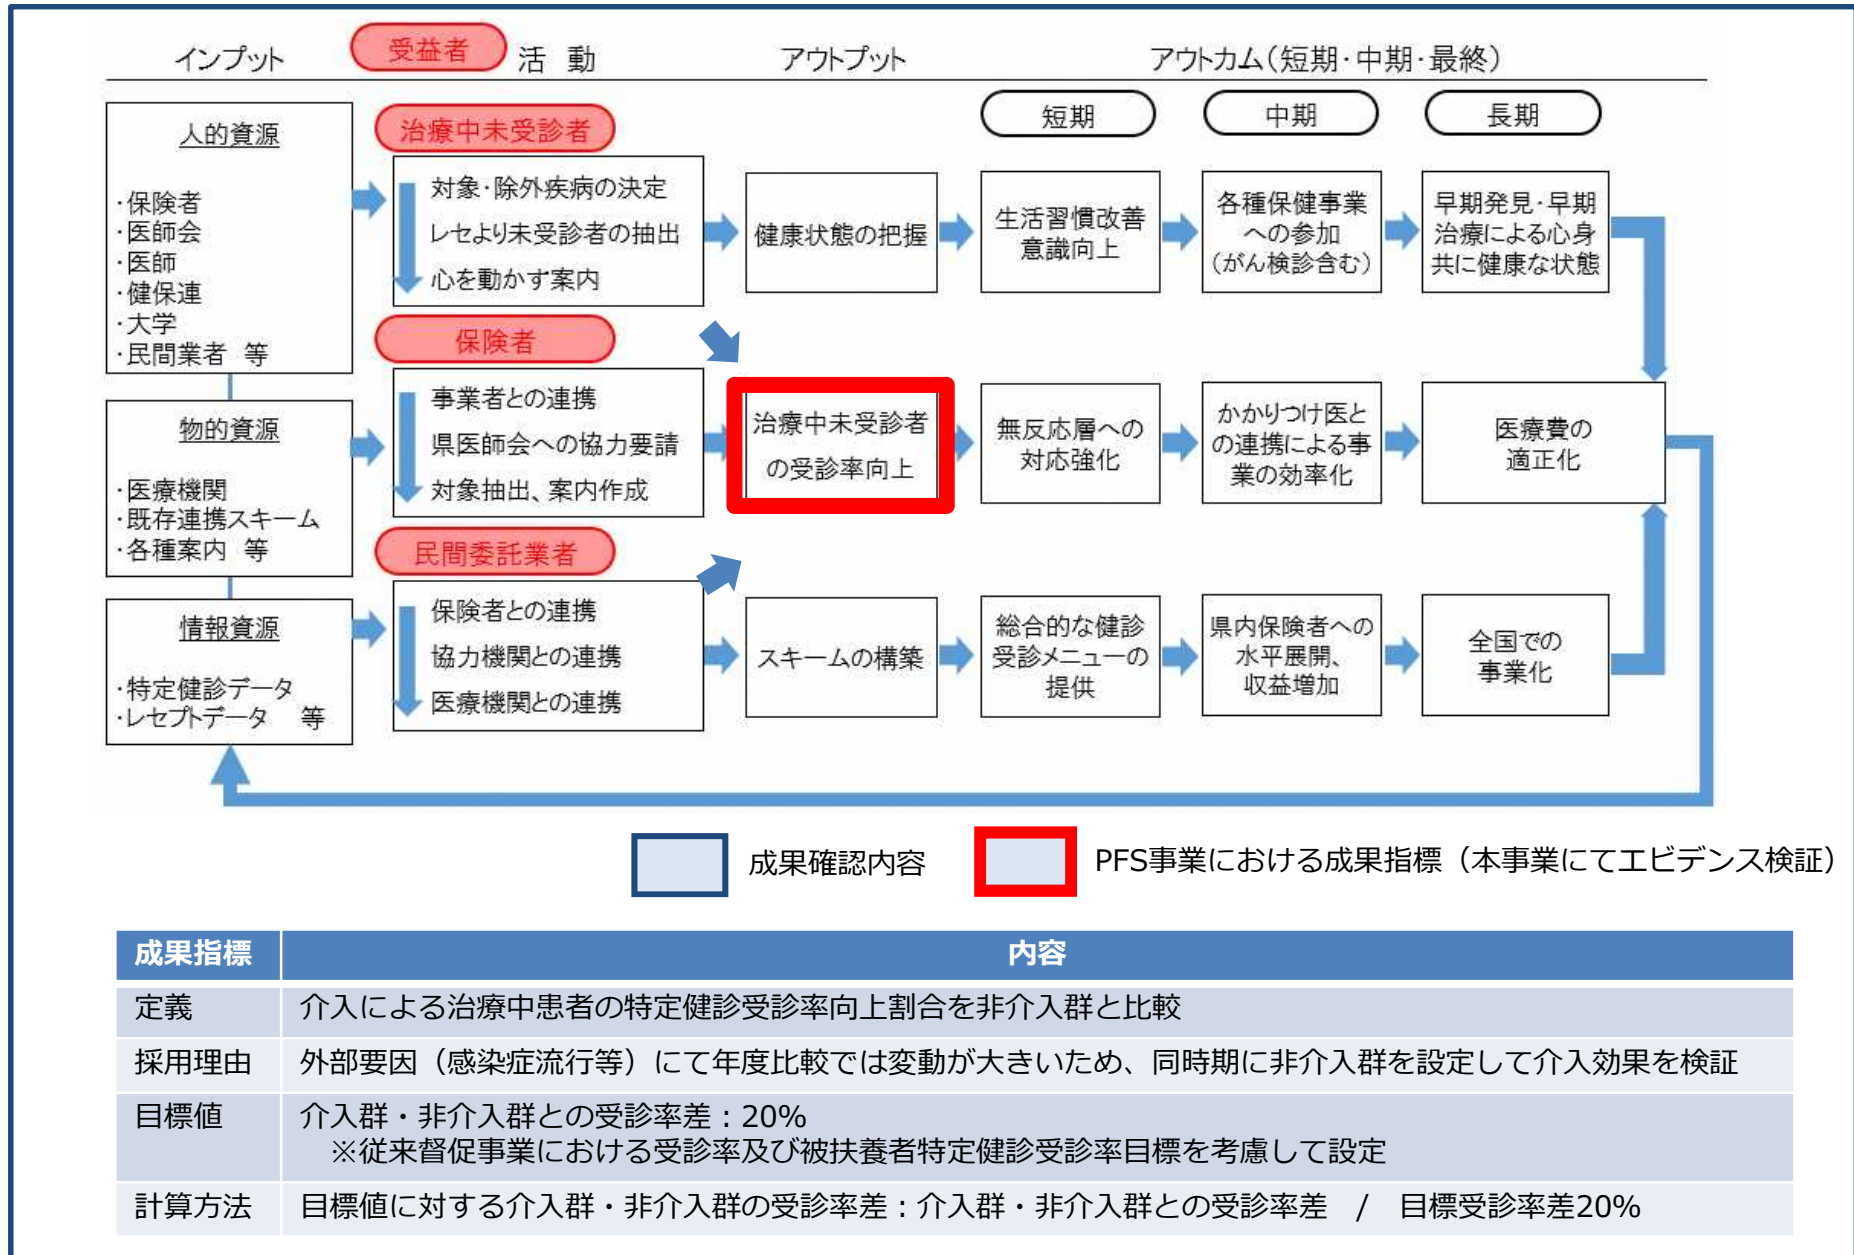 インプット
受益者
活 動
アウトプット
アウトカム(短期・中期・最終)
短期
中期
長期
人的資源
・保険者
・医師会
・医師
・健保連
・大学
・民間業者 等
治療中未受診者
対象・除外疾病の決定
レセより未受診者の抽出
心を動かす案内
健康状態の把握
生活習慣改善
意識向上
各種保健事業
への参加
(がん検診含む)
早期発見・早期
治療による心身
共に健康な状態
物的資源
・医療機関
・既存連携スキーム
・各種案内 等
保険者
事業者との連携
県医師会への協力要請
対象抽出、案内作成
治療中未受診者
の受診率向上
無反応層への
対応強化
かかりつけ医と
の連携による事
業の効率化
医療費の
適正化
情報資源
・特定健診データ
・レセプトデータ 等
民間委託業者
保険者との連携
協力機関との連携
医療機関との連携
スキームの構築
総合的な健診
受診メニューの
提供
県内保険者への
水平展開、
収益増加
全国での
事業化
成果確認内容
PFS事業における成果指標（本事業にてエビデンス検証）
成果指標 内容
定義 介入による治療中患者の特定健診受診率向上割合を非介入群と比較
採用理由 外部要因（感染症流行等）にて年度比較では変動が大きいため、同時期に非介入群を設定して介入効果を検証
目標値 介入群・非介入群との受診率差：20%
※従来督促事業における受診率及び被扶養者特定健診受診率目標を考慮して設定
計算方法 目標値に対する介入群・非介入群の受診率差：介入群・非介入群との受診率差 / 目標受診率差20%